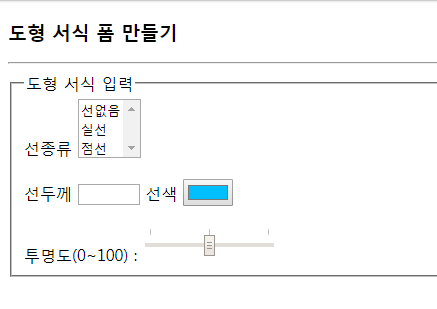 도형 서식 폼 만들기
도형 서식 입력
선없음
실선
선종류 점선
선두께 선색
투명도(0~100) :